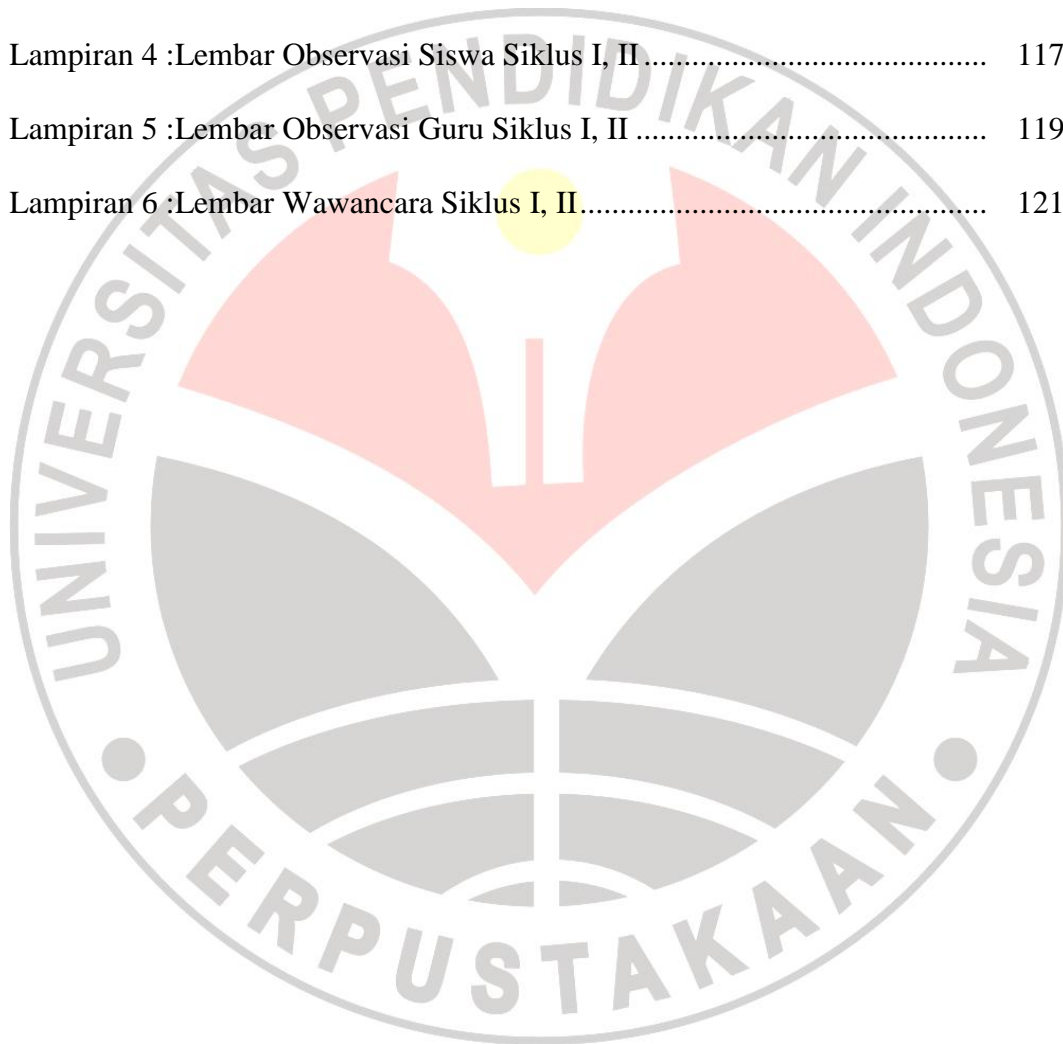 Lampiran 4 :Lembar Observasi Siswa Siklus I, II ........................................... 117
Lampiran 5 :Lembar Observasi Guru Siklus I, II ............................................ 119
Lampiran 6 :Lembar Wawancara Siklus I, II................................................... 121
UNIVERSITAS PENDIDIKAN INDONESIA
PERPUSTAKAAN